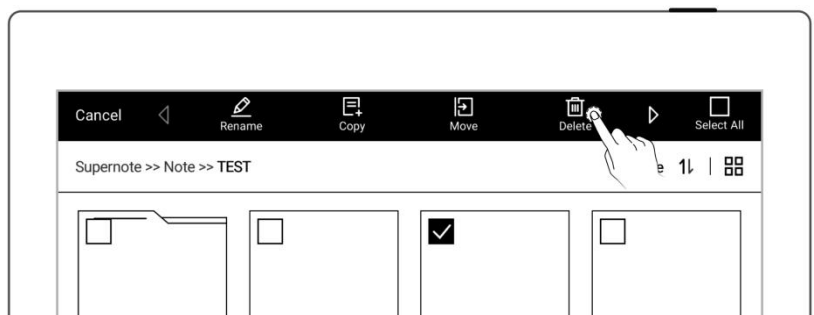 Cancel
Rename
Copy
Move
Delete
Select All
Supernote >> Note >> TEST